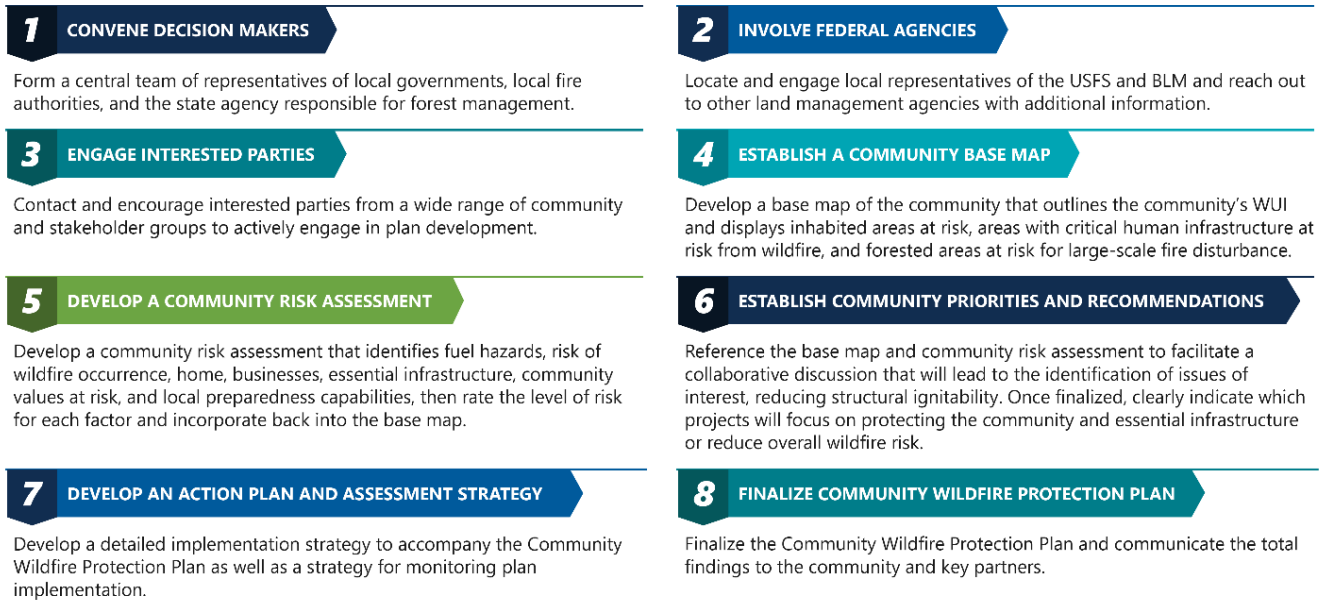 1 CONVENE DECISION MAKERS
Form a central team of representatives of local governments, local fire
authorities, and the state agency responsible for forest management.
2 INVOLVE FEDERAL AGENCIES
Locate and engage local representatives of the USFS and BLM and reach out
to other land management agencies with additional information.
3 ENGAGE INTERESTED PARTIES
Contact and encourage interested parties from a wide range of community
and stakeholder groups to actively engage in plan development.
4 ESTABLISH A COMMUNITY BASE MAP
Develop a base map of the community that outlines the community's WUI
and displays inhabited areas at risk, areas with critical human infrastructure at
risk from wildfire, and forested areas at risk for large-scale fire disturbance.
5 DEVELOP A COMMUNITY RISK ASSESSMENT
Develop a community risk assessment that identifies fuel hazards, risk of
wildfire occurrence, home, businesses, essential infrastructure, community
values at risk, and local preparedness capabilities, then rate the level of risk
for each factor and incorporate back into the base map.
6 ESTABLISH COMMUNITY PRIORITIES AND RECOMMENDATIONS
Reference the base map and community risk assessment to facilitate a
collaborative discussion that will lead to the identification of issues of
interest, reducing structural ignitability. Once finalized, clearly indicate which
projects will focus on protecting the community and essential infrastructure
or reduce overall wildfire risk.
7 DEVELOP AN ACTION PLAN AND ASSESSMENT STRATEGY
Develop a detailed implementation strategy to accompany the Community
Wildfire Protection Plan as well as a strategy for monitoring plan
implementation.
8 FINALIZE COMMUNITY WILDFIRE PROTECTION PLAN
Finalize the Community Wildfire Protection Plan and communicate the total
findings to the community and key partners.